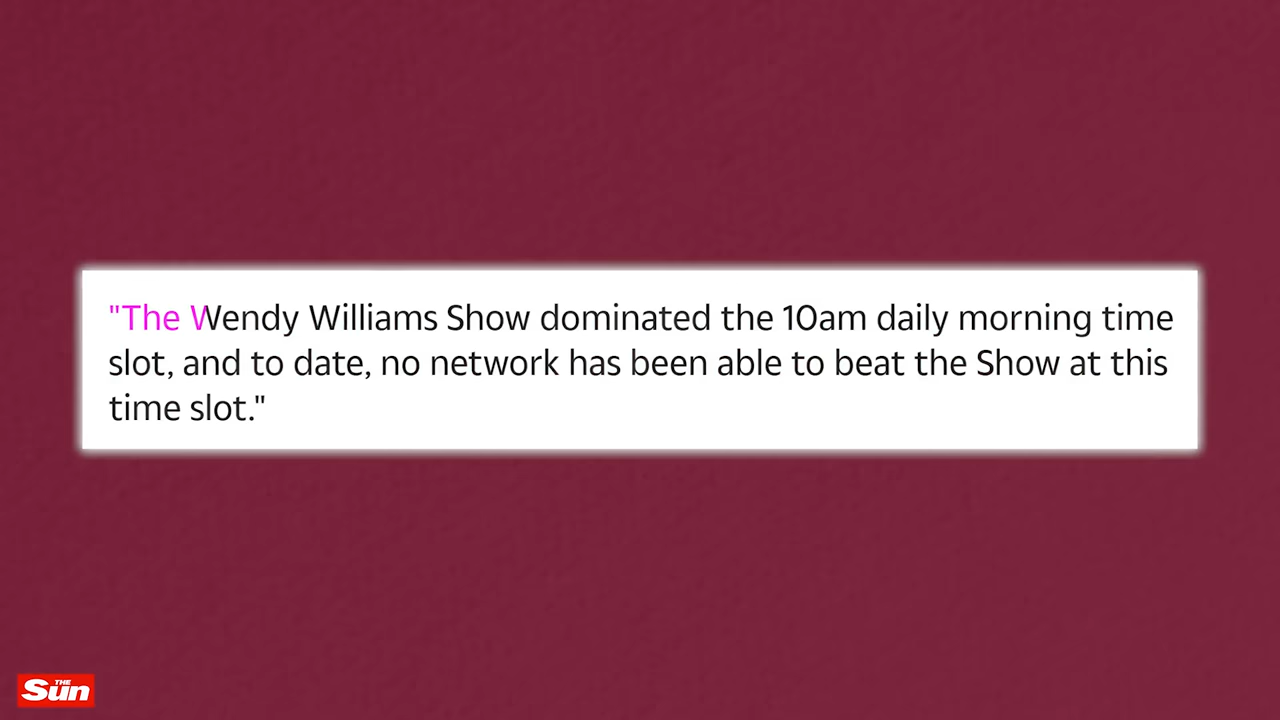 "The Wendy Williams Show dominated the 10am daily morning time
slot, and to date, no network has been able to beat the Show at this
time slot."
THE
Sun